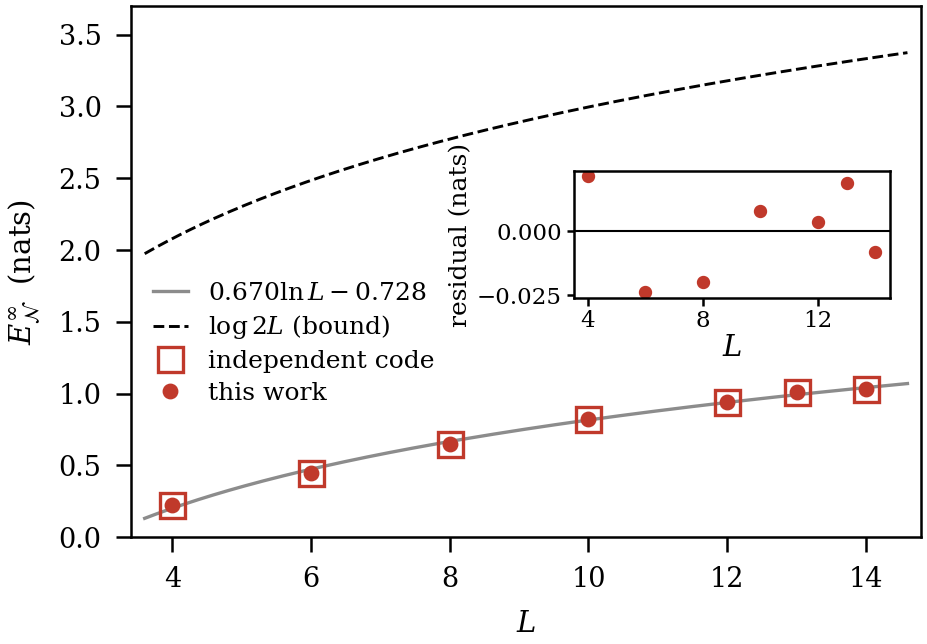 3.5
3.0
2.5
2.0
1.5
1.0
0.5
0.0
4 6 8 10 12 14
L
E_𝒩^∞ (nats)
0.670 ln L − 0.728
log 2L (bound)
independent code
this work
residual (nats)
0.000
−0.025
4 8 12
L